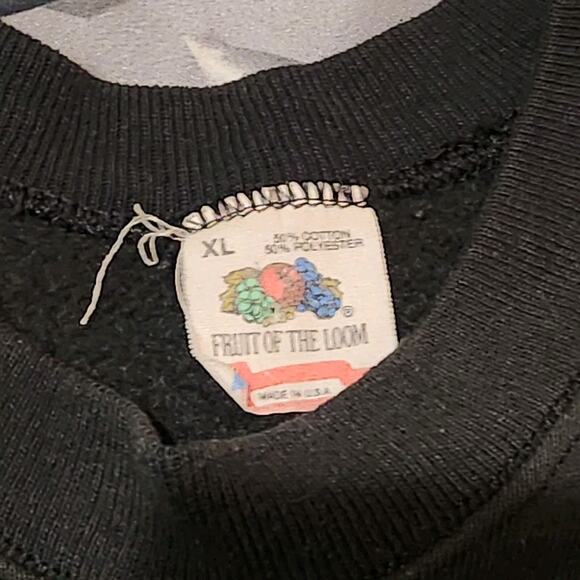 XL
50% COTTON
50% POLYESTER
®
FRUIT OF THE LOOM
MADE IN U.S.A.